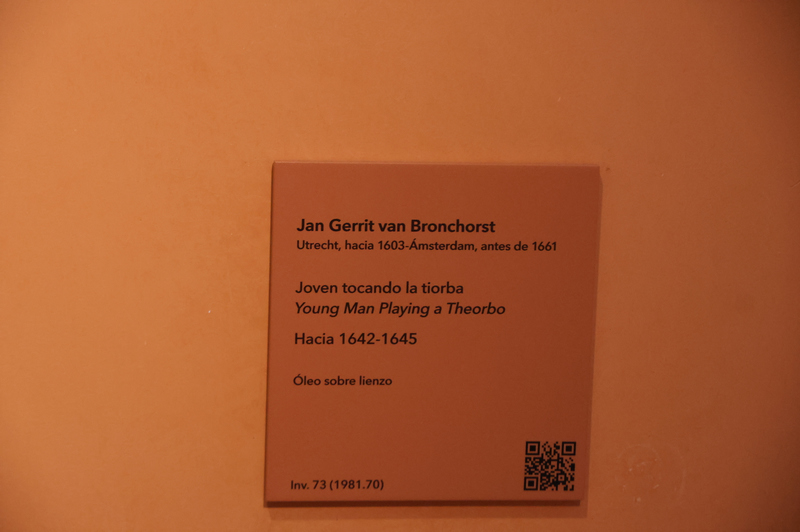 Jan Gerrit van Bronchorst
Utrecht, hacia 1603-Ámsterdam, antes de 1661
Joven tocando la tiorba
Young Man Playing a Theorbo
Hacia 1642-1645
Óleo sobre lienzo
Inv. 73 (1981.70)